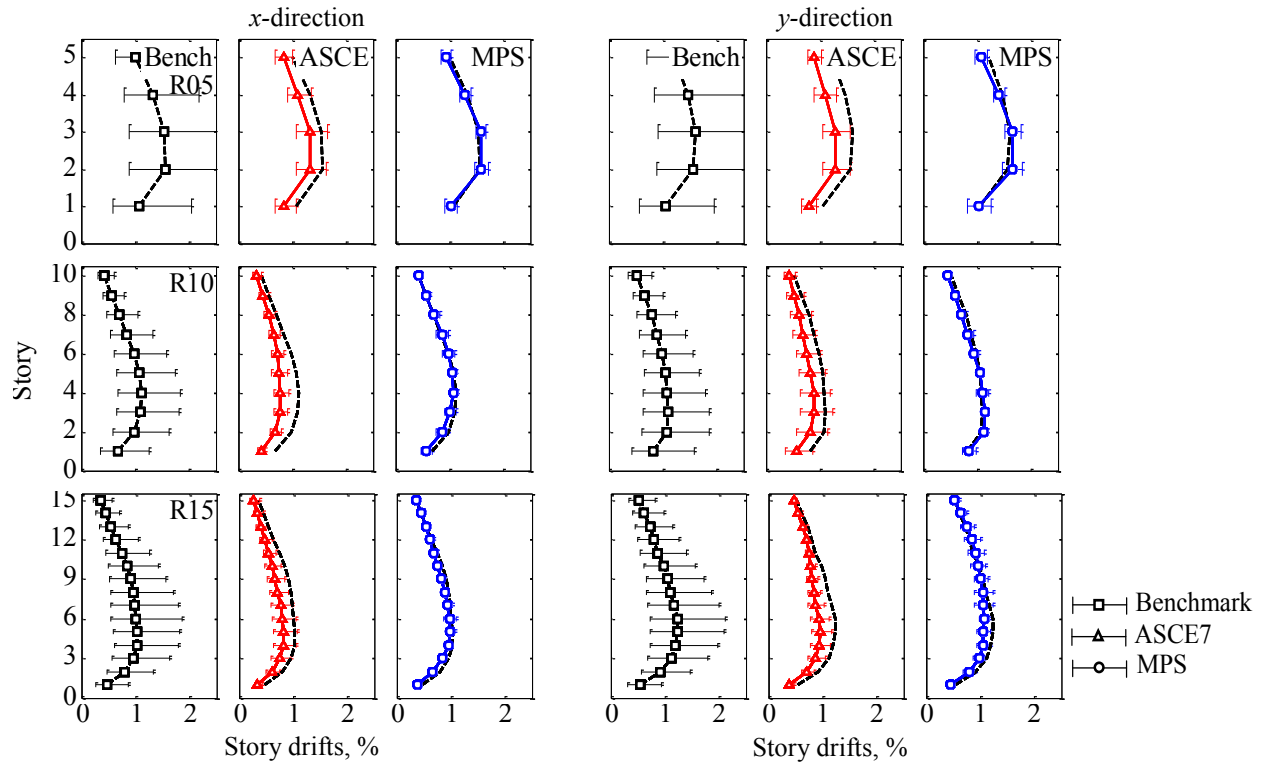 x-direction y-direction
Bench ASCE MPS Bench ASCE MPS
R05
5
4
3
2
1
0
R10
10
8
6
4
2
0
R15
15
12
9
6
3
0
Story
0 1 2 0 1 2 0 1 2 0 1 2 0 1 2 0 1 2
Story drifts, % Story drifts, %
Benchmark
ASCE7
MPS